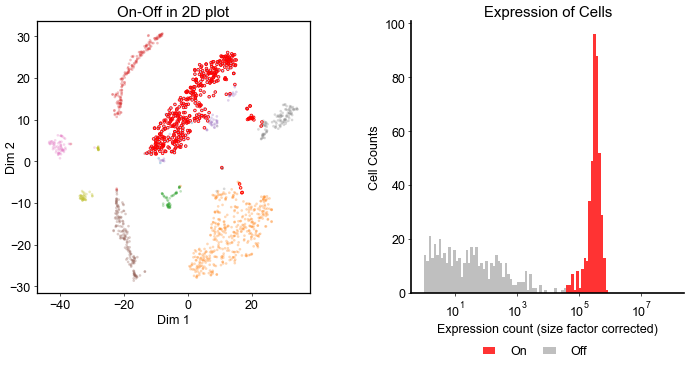 On-Off in 2D plot
Expression of Cells
30
20
10
0
−10
−20
−30
Dim 2
−40
−20
0
20
Dim 1
100
80
60
40
20
0
Cell Counts
10^1
10^3
10^5
10^7
Expression count (size factor corrected)
On
Off